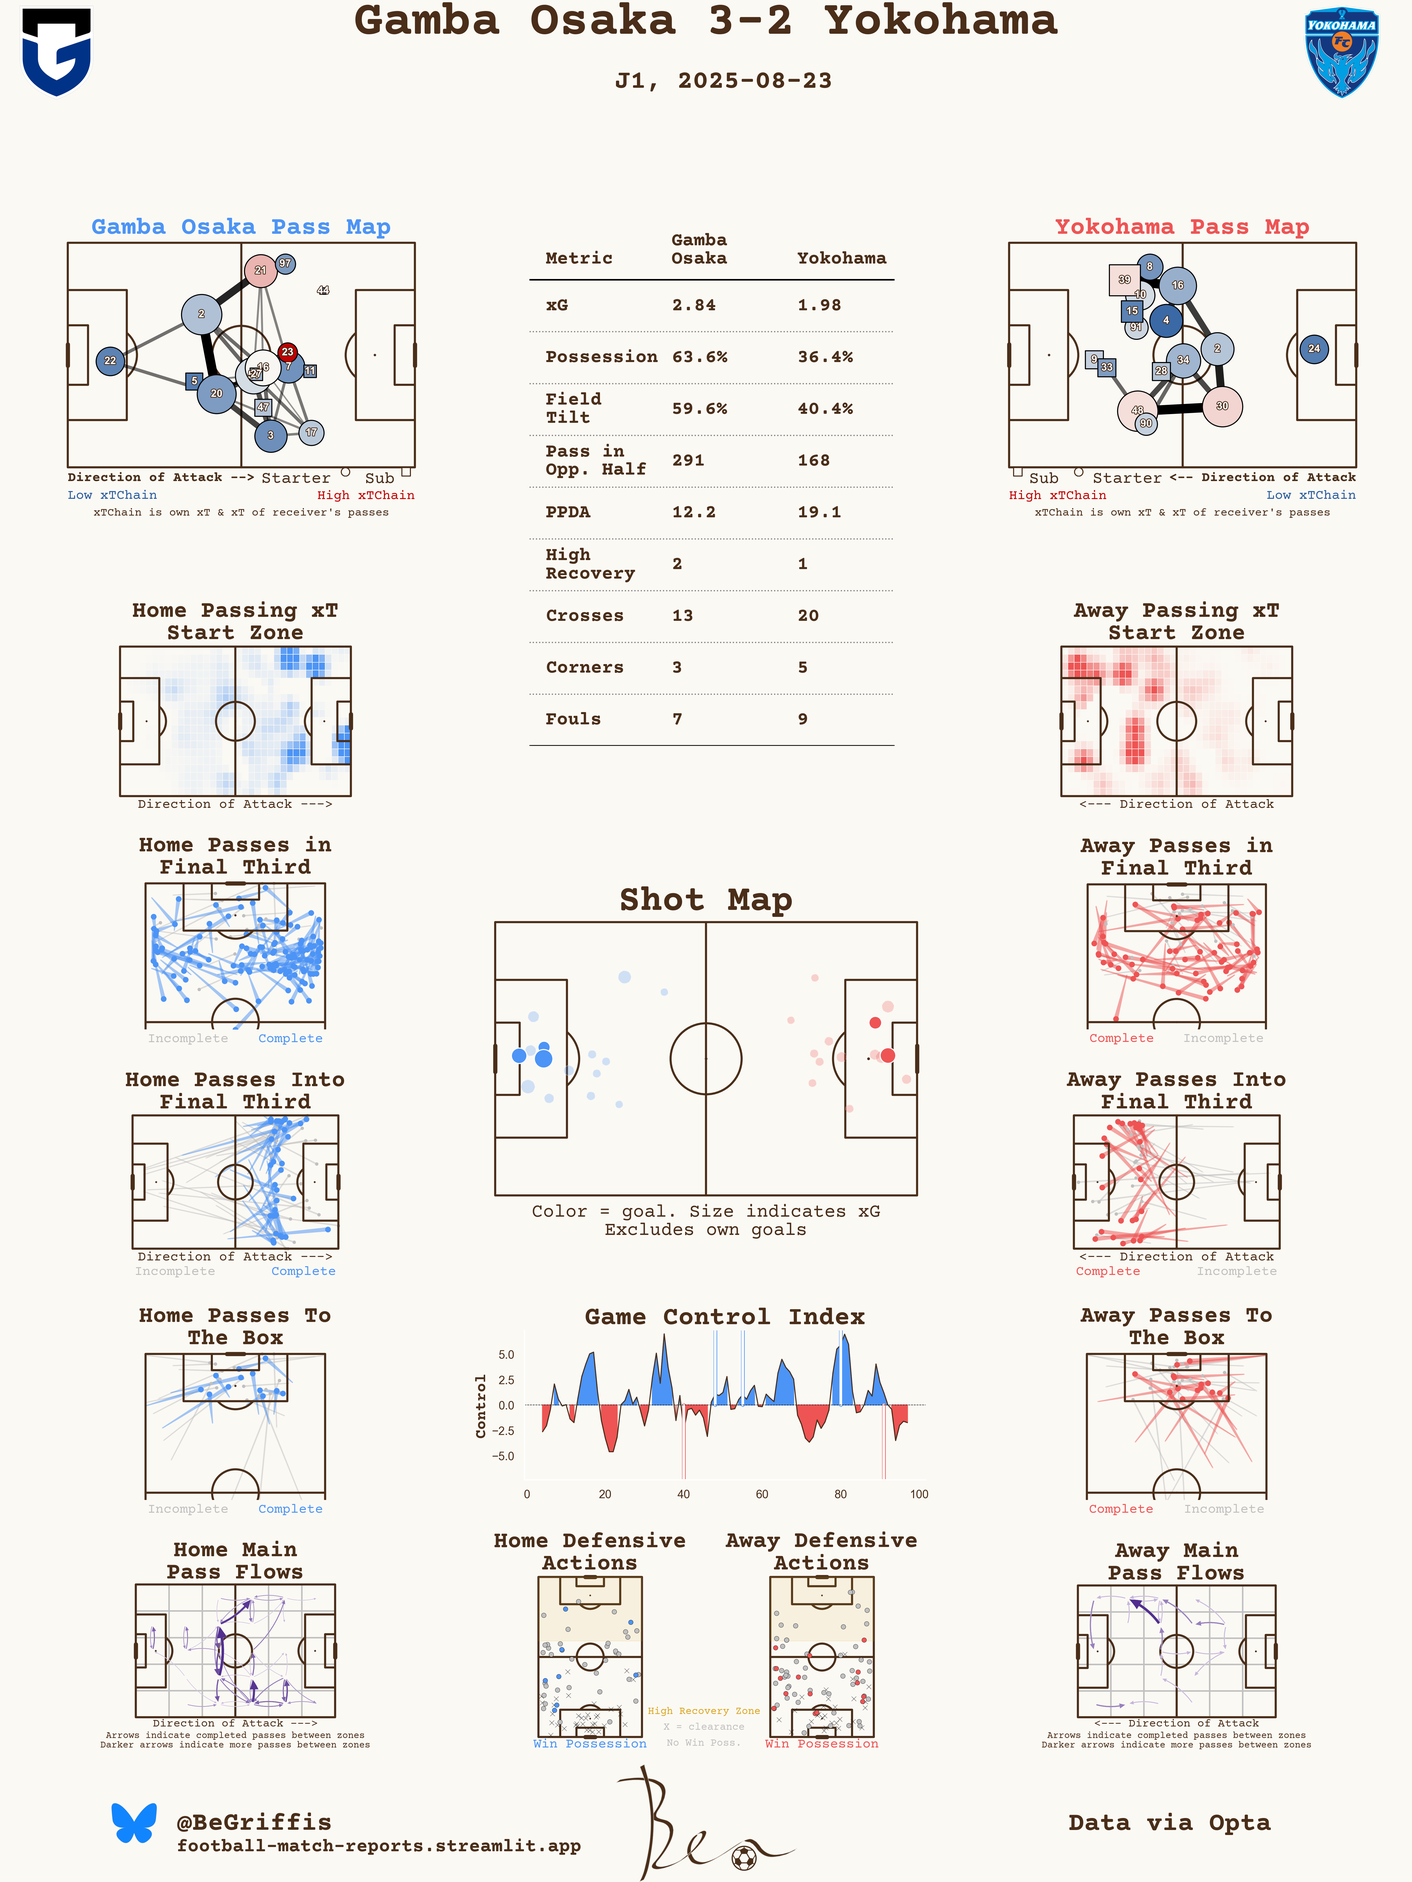 Gamba Osaka 3-2 Yokohama
J1, 2025-08-23
YOKOHAMA
FC
Gamba Osaka Pass Map
21
97
44
2
22
23
16
7
11
27
5
20
47
3
17
Direction of Attack --> Starter Sub
Low xTChain High xTChain
xTChain is own xT & xT of receiver's passes
Metric Gamba Osaka Yokohama
xG 2.84 1.98
Possession 63.6% 36.4%
Field Tilt 59.6% 40.4%
Pass in Opp. Half 291 168
PPDA 12.2 19.1
High Recovery 2 1
Crosses 13 20
Corners 3 5
Fouls 7 9
Yokohama Pass Map
8
39
16
10
15
4
91
2
24
9
33
34
28
48
30
90
Sub Starter <-- Direction of Attack
High xTChain Low xTChain
xTChain is own xT & xT of receiver's passes
Home Passing xT
Start Zone
Direction of Attack --->
Away Passing xT
Start Zone
<--- Direction of Attack
Home Passes in
Final Third
Incomplete Complete
Away Passes in
Final Third
Complete Incomplete
Shot Map
Color = goal. Size indicates xG
Excludes own goals
Home Passes Into
Final Third
Direction of Attack --->
Incomplete Complete
Away Passes Into
Final Third
<--- Direction of Attack
Complete Incomplete
Home Passes To
The Box
Incomplete Complete
Game Control Index
Control
5.0
2.5
0.0
−2.5
−5.0
0 20 40 60 80 100
Away Passes To
The Box
Complete Incomplete
Home Main
Pass Flows
Direction of Attack --->
Arrows indicate completed passes between zones
Darker arrows indicate more passes between zones
Home Defensive
Actions
Win Possession
Away Defensive
Actions
Win Possession
High Recovery Zone
X = clearance
No Win Poss.
Away Main
Pass Flows
<--- Direction of Attack
Arrows indicate completed passes between zones
Darker arrows indicate more passes between zones
@BeGriffis
football-match-reports.streamlit.app
Ben
Data via Opta